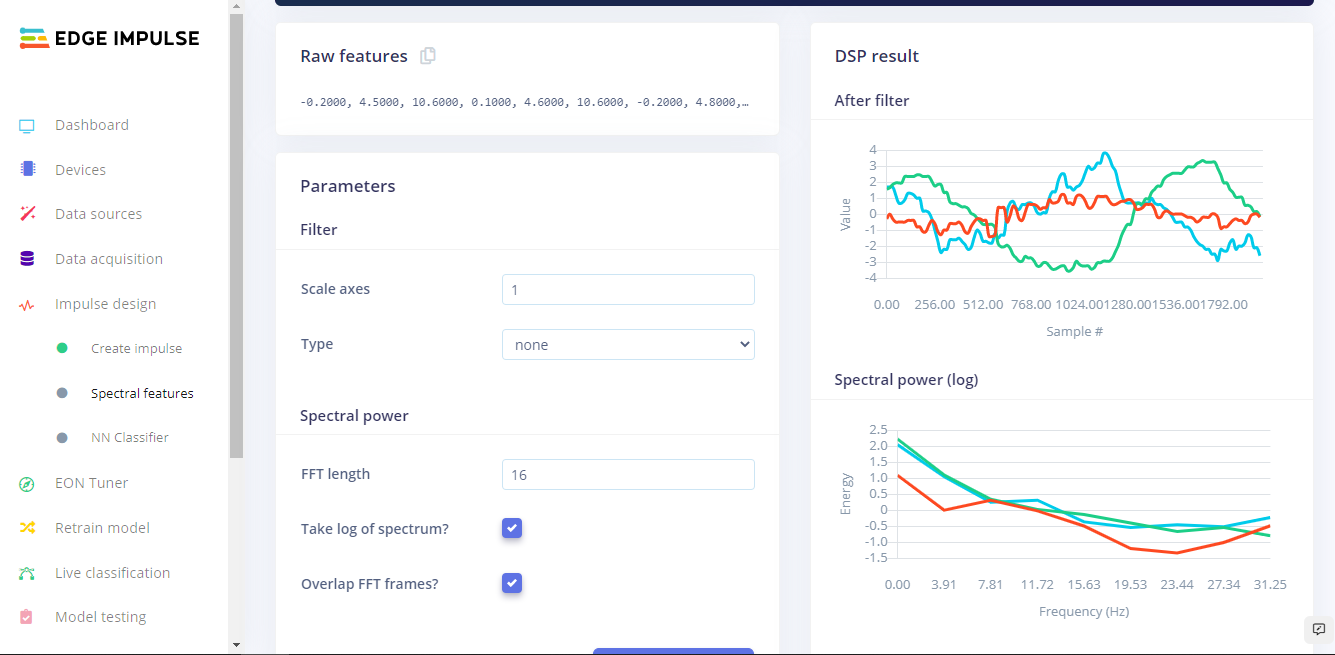 EDGE IMPULSE
Dashboard
Devices
Data sources
Data acquisition
Impulse design
Create impulse
Spectral features
NN Classifier
EON Tuner
Retrain model
Live classification
Model testing
Raw features
-0.2000, 4.5000, 10.6000, 0.1000, 4.6000, 10.6000, -0.2000, 4.8000,…
Parameters
Filter
Scale axes
1
Type
none
Spectral power
FFT length
16
Take log of spectrum?
Overlap FFT frames?
DSP result
After filter
4
3
2
1
0
-1
-2
-3
-4
Value
0.00 256.00 512.00 768.00 1024.00 1280.00 1536.00 1792.00
Sample #
Spectral power (log)
2.5
2.0
1.5
1.0
0.5
0
-0.5
-1.0
-1.5
Energy
0.00 3.91 7.81 11.72 15.63 19.53 23.44 27.34 31.25
Frequency (Hz)